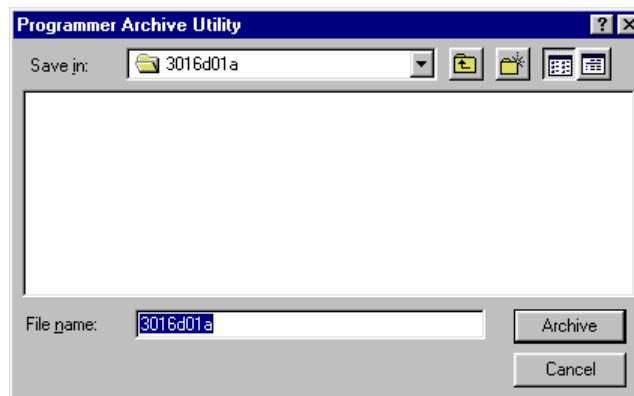 Programmer Archive Utility
Save in: 3016d01a
File name: 3016d01a
Archive
Cancel